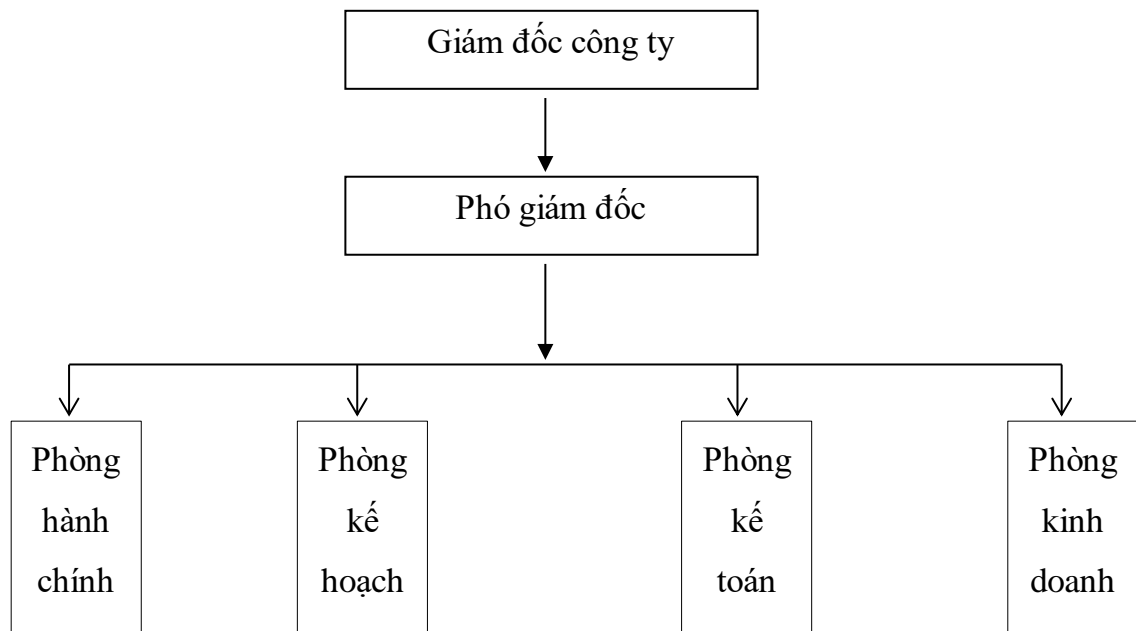 Giám đốc công ty
Phó giám đốc
Phòng
hành
chính
Phòng
kế
hoạch
Phòng
kế
toán
Phòng
kinh
doanh